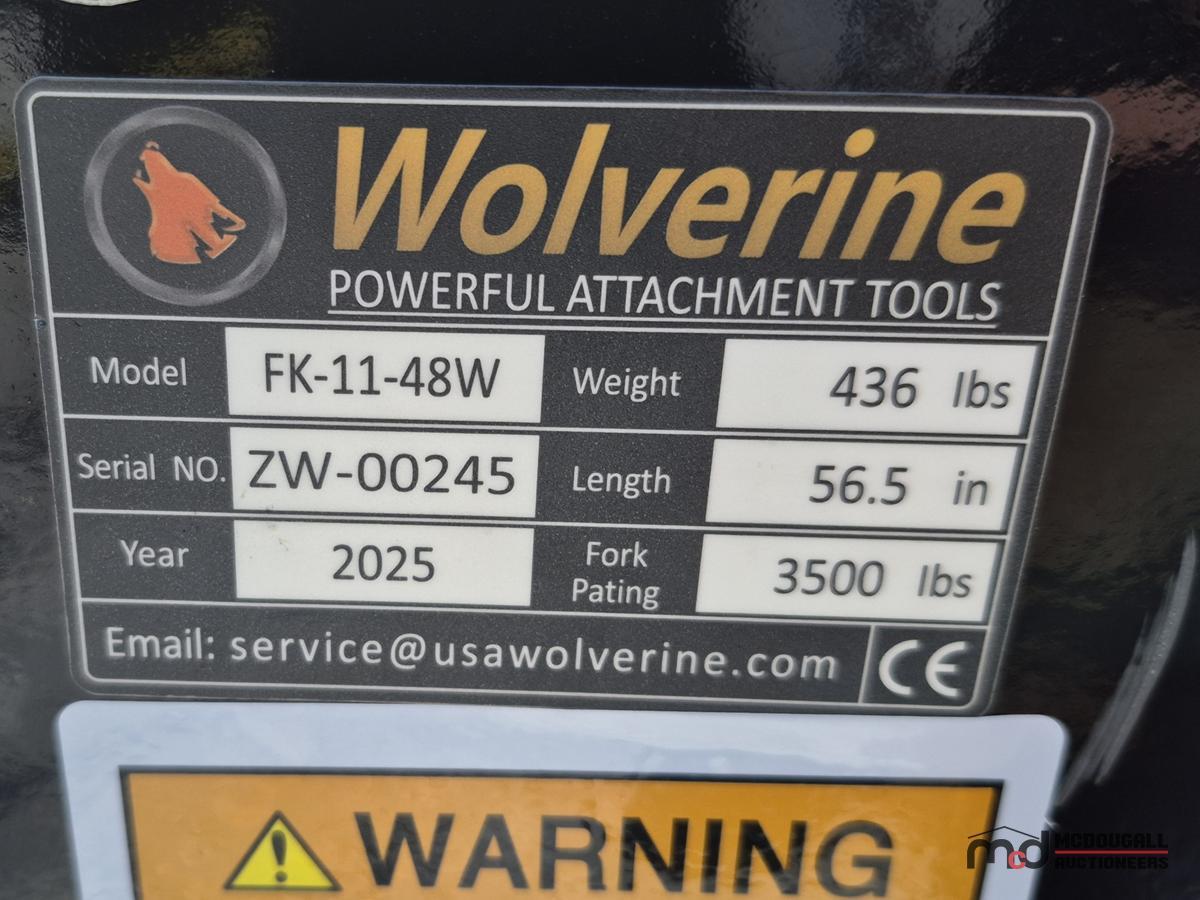 Wolverine
POWERFUL ATTACHMENT TOOLS
Model FK-11-48W Weight 436 lbs
Serial NO. ZW-00245 Length 56.5 in
Year 2025 Fork Pating 3500 lbs
Email: service@usawolverine.com CE
WARNING
mcd MCDOUGALL
AUCTIONEERS